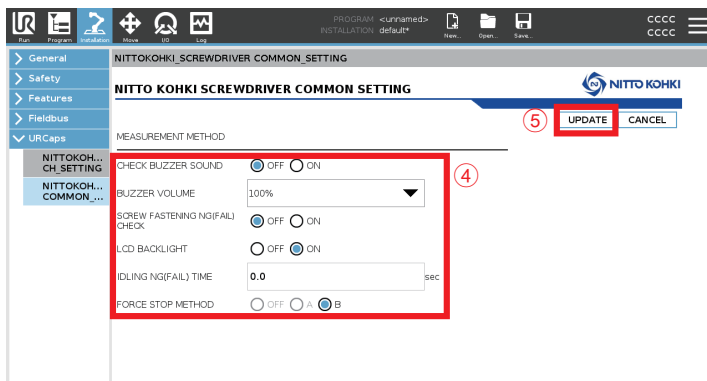 UR
PROGRAM <unnamed>
INSTALLATION default*
CCCC
CCCC
Run Program Installation Move I/O Log New... Open... Save...
General
Safety
Features
Fieldbus
URCaps
NITTOKOH...
CH_SETTING
NITTOKOH...
COMMON_...
NITTOKOHKI_SCREWDRIVER COMMON_SETTING
NITTO KOHKI SCREWDRIVER COMMON SETTING
NITTO KOHKI
⑤ UPDATE CANCEL
MEASUREMENT METHOD
④
CHECK BUZZER SOUND OFF ON
BUZZER VOLUME 100%
SCREW FASTENING NG(FAIL)
CHECK OFF ON
LCD BACKLIGHT OFF ON
IDLING NG(FAIL) TIME 0.0 sec
FORCE STOP METHOD OFF A B